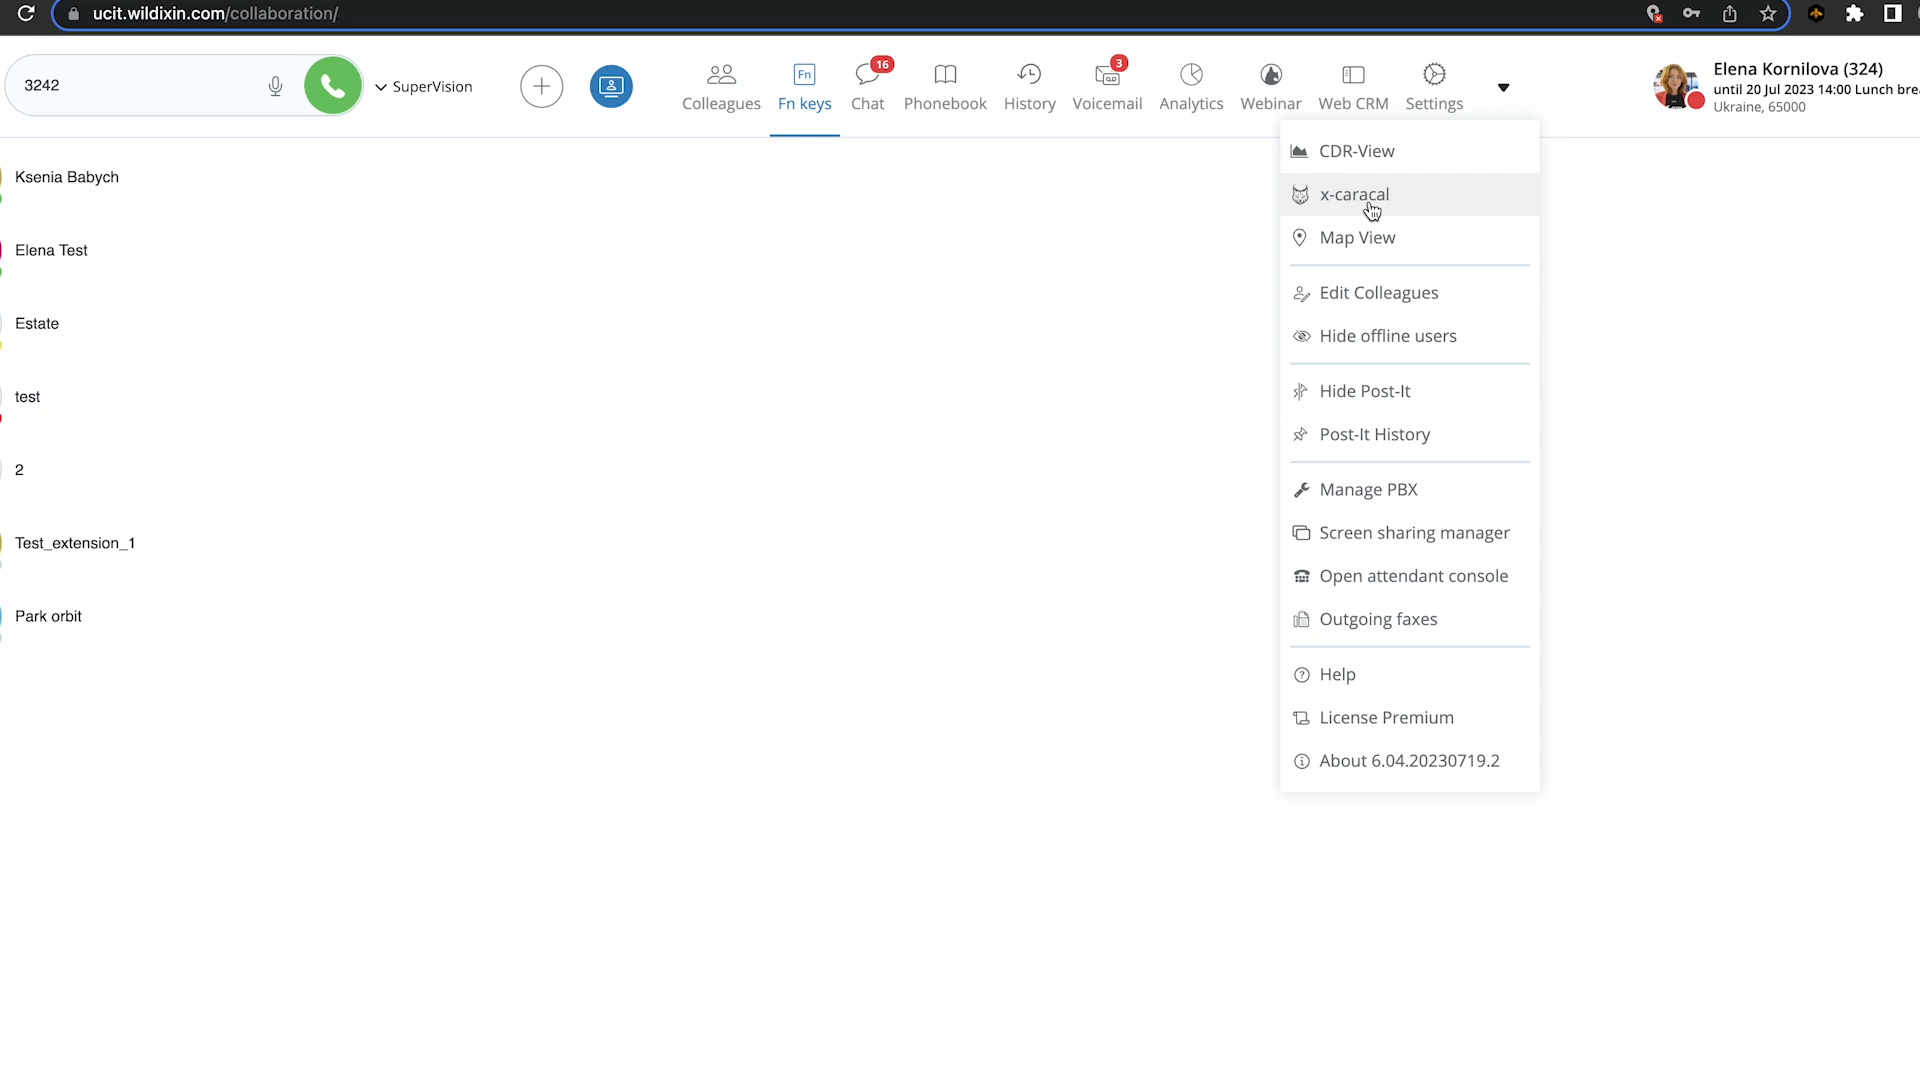 ucit.wildixin.com/collaboration/
3242
SuperVision
Colleagues
Fn
Fn keys
16
Chat
Phonebook
History
3
Voicemail
Analytics
Webinar
Web CRM
Settings
Elena Kornilova (324)
until 20 Jul 2023 14:00 Lunch bre
Ukraine, 65000
Ksenia Babych
Elena Test
Estate
test
2
Test_extension_1
Park orbit
CDR-View
x-caracal
Map View
Edit Colleagues
Hide offline users
Hide Post-It
Post-It History
Manage PBX
Screen sharing manager
Open attendant console
Outgoing faxes
Help
License Premium
About 6.04.20230719.2